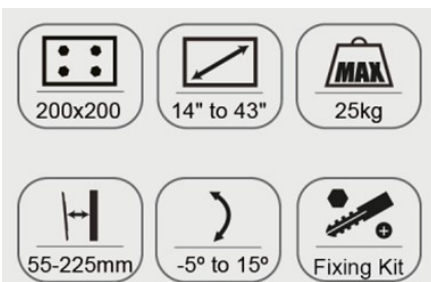 200x200
14" to 43"
MAX
25kg
55-225mm
-5º to 15º
Fixing Kit